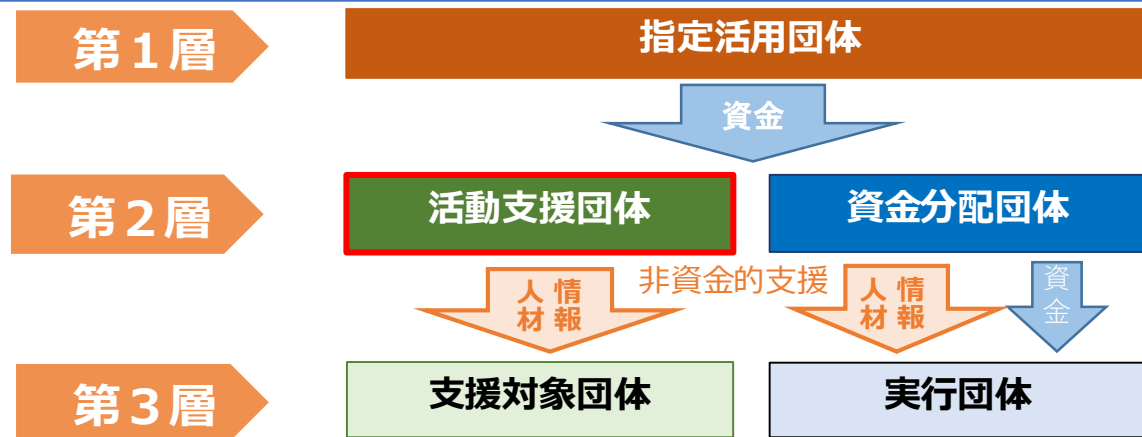 第１層
指定活用団体
資金
第２層
活動支援団体
資金分配団体
非資金的支援
人材
情報
人材
情報
資金
第３層
支援対象団体
実行団体